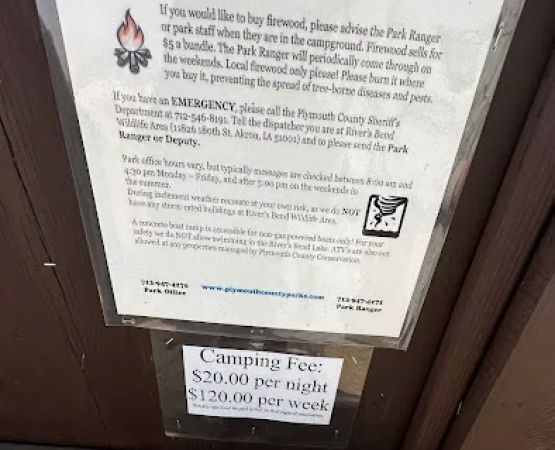 If you would like to buy firewood, please advise the Park Ranger
or park staff when they are in the campground. Firewood sells for
$5 a bundle. The Park Ranger will periodically come through on
the weekends. Local firewood only please! Please burn it where
you buy it, preventing the spread of tree-borne diseases and pests.
If you have an EMERGENCY, please call the Plymouth County Sheriff's
Department at 712-546-8191. Tell the dispatcher you are at River's Bend
Wildlife Area (11826 180th St. Akron, IA 51001) and to please send the Park
Ranger or Deputy.
Park office hours vary, but typically messages are checked between 8:00 am and
4:30 pm Monday – Friday, and after 5:00 pm on the weekends in
the summer.
During inclement weather recreate at your own risk, as we do NOT
have any storm rated buildings at River's Bend Wildlife Area.
A concrete boat ramp is accessible for non-gas powered boats only! For your
safety we do NOT allow swimming in the River's Bend Lake. ATV's are also not
allowed at any properties managed by Plymouth County Conservation.
712-947-4270
Park Office
www.plymouthcountyparks.com
Park Ranger
Camping Fee:
$20.00 per night
$120.00 per week